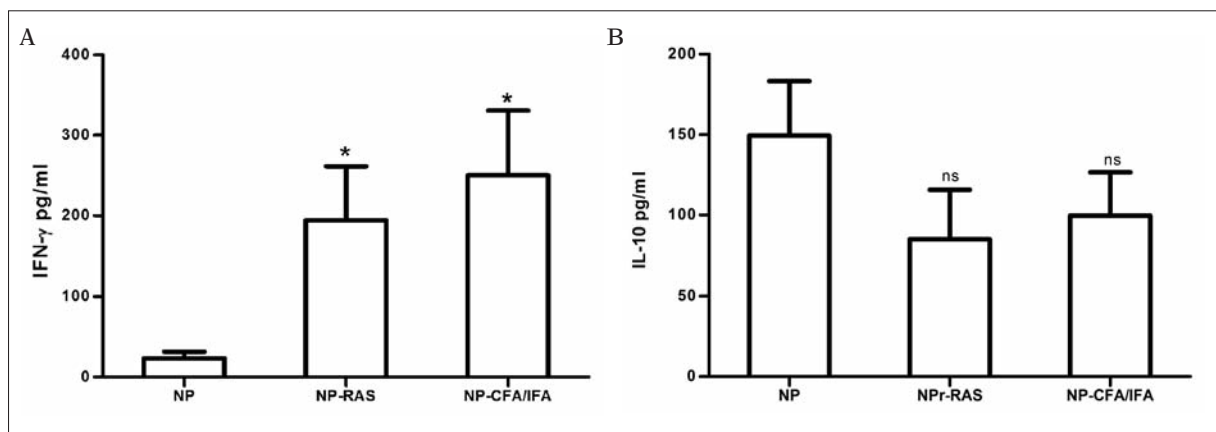 A
IFN-γ pg/ml
400
300
200
100
0
*
*
NP
NP-RAS
NP-CFA/IFA
B
IL-10 pg/ml
200
150
100
50
0
ns
ns
NP
NPr-RAS
NP-CFA/IFA